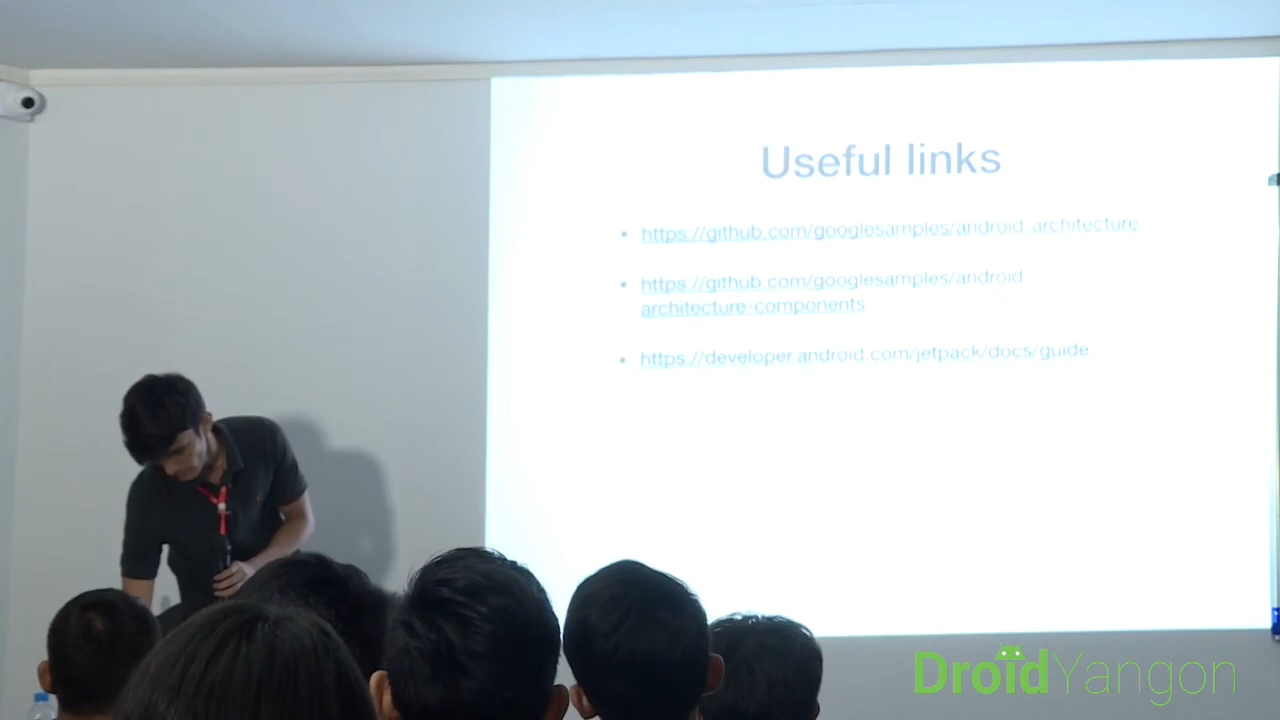 Useful links
• https://github.com/googlesamples/android-architecture
• https://github.com/googlesamples/android-
architecture-components
• https://developer.android.com/jetpack/docs/guide
DroidYangon